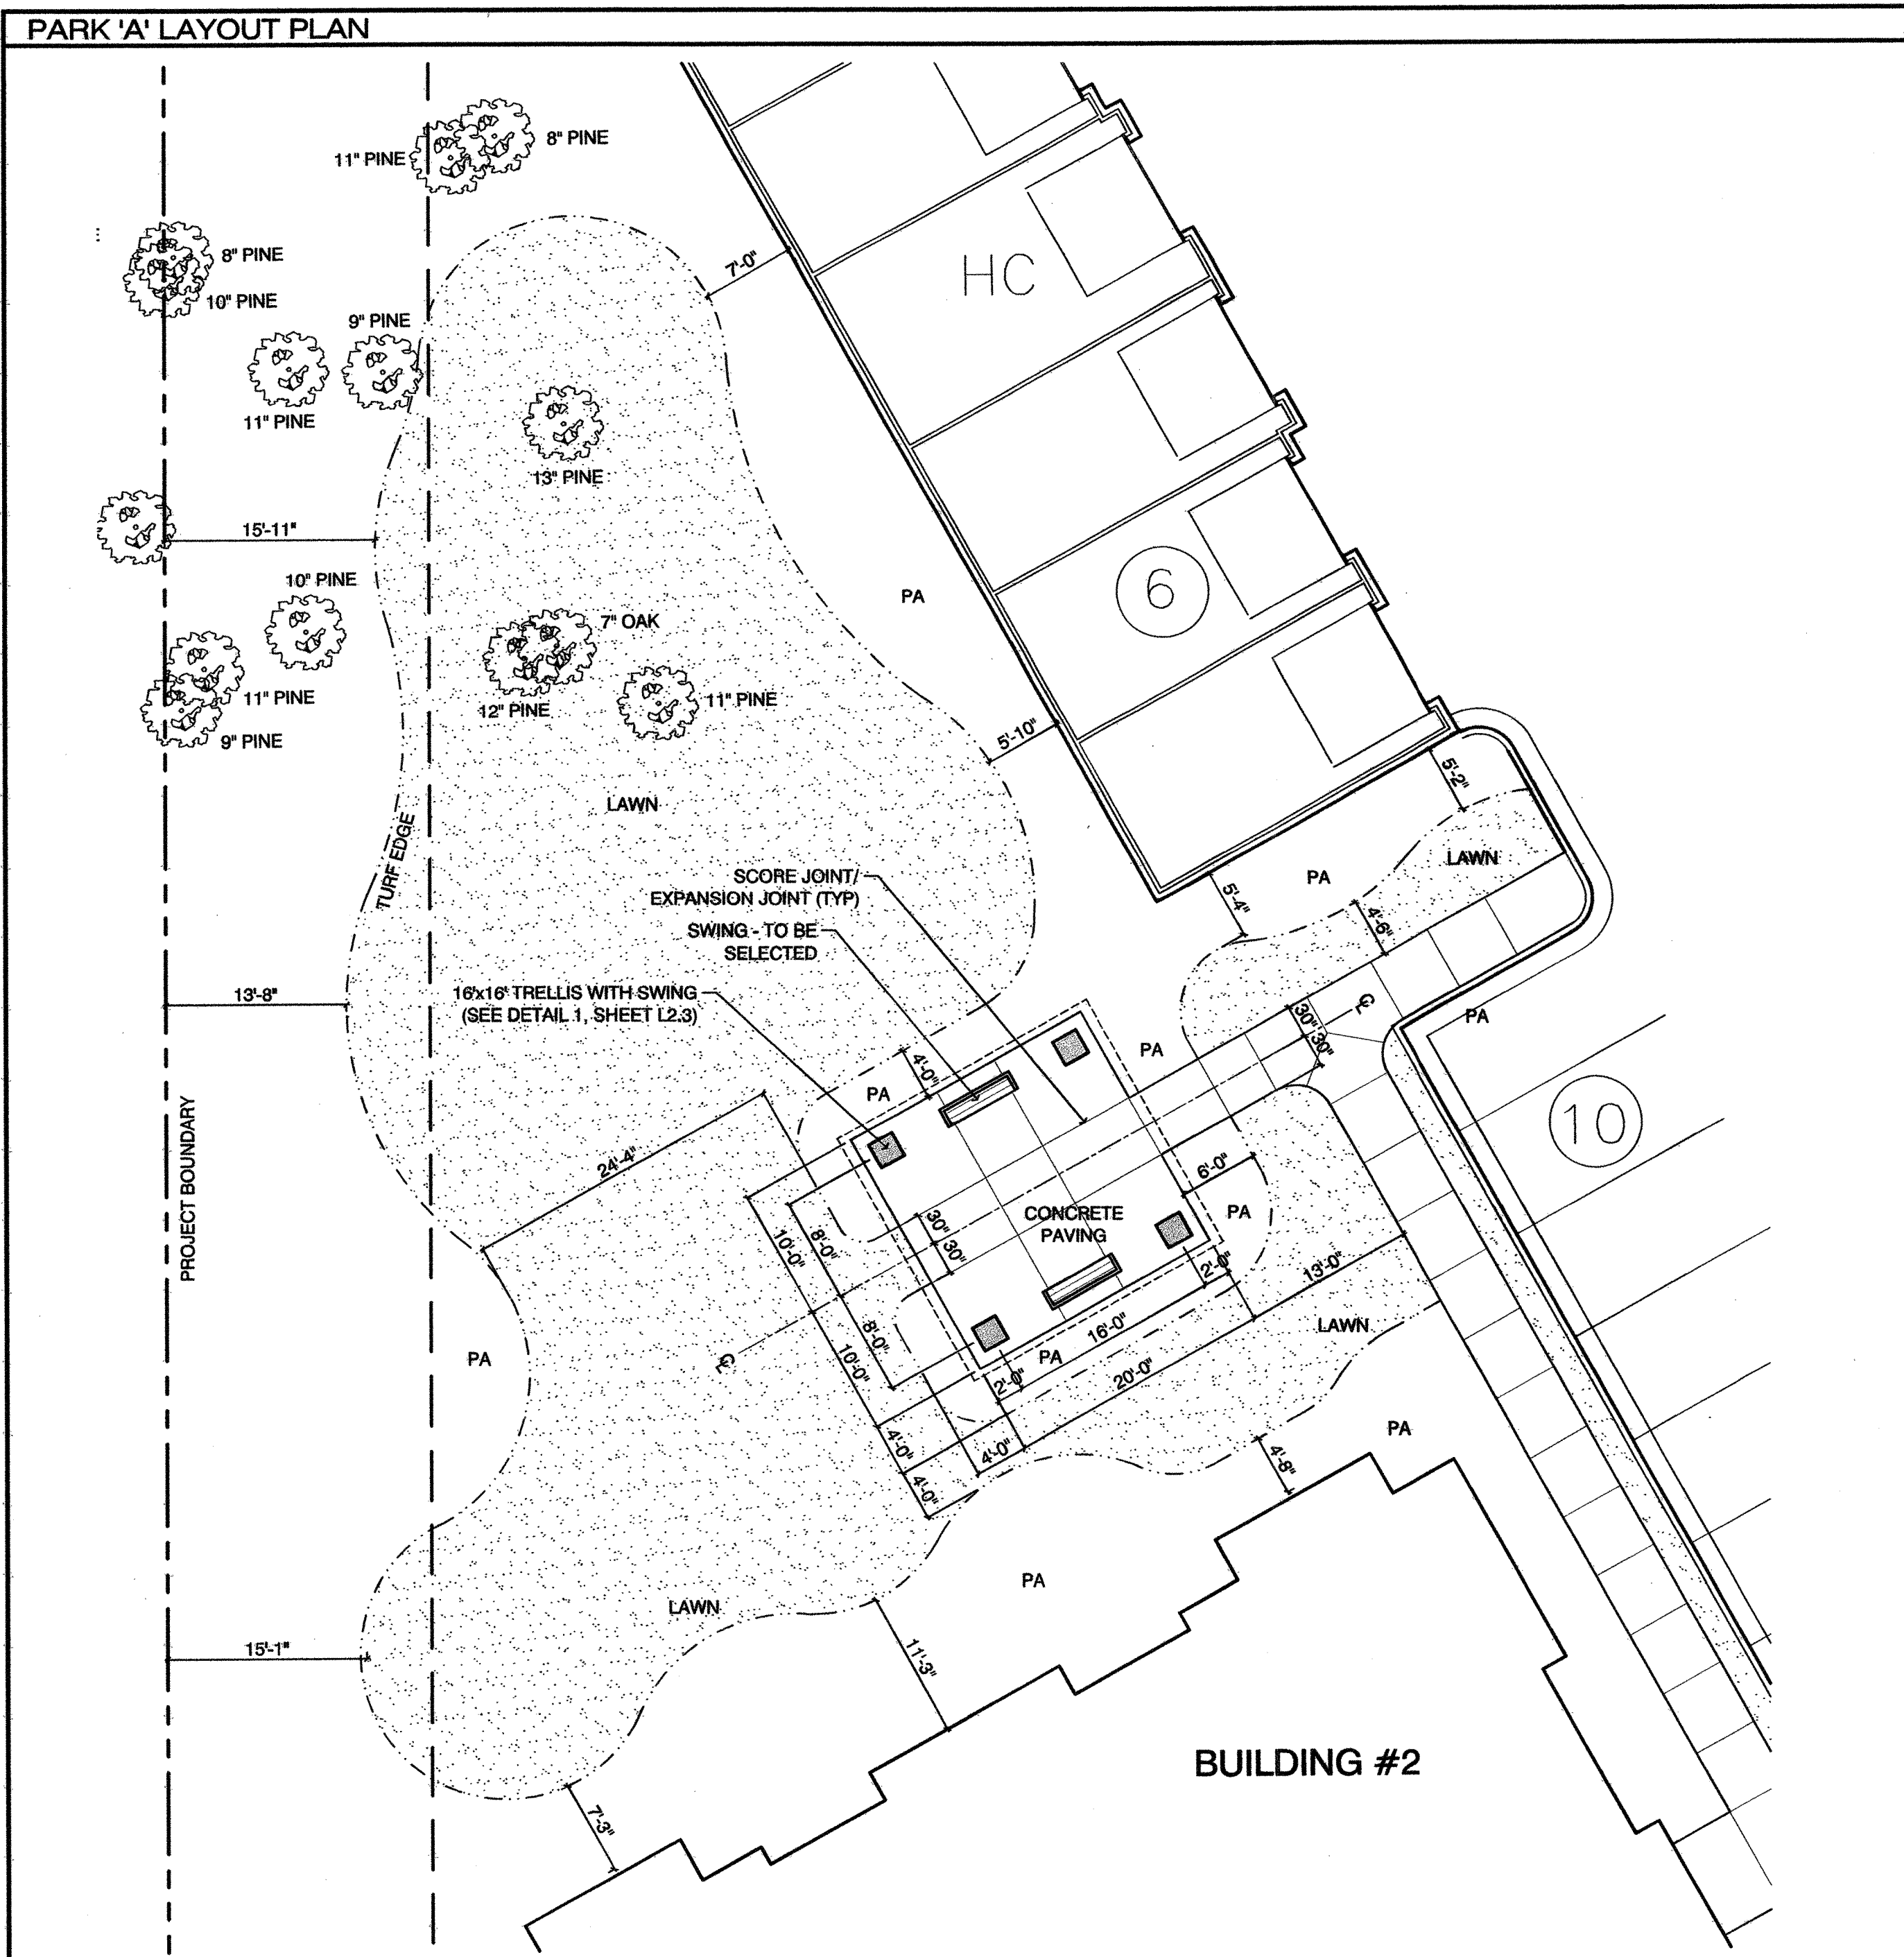 PARK 'A' LAYOUT PLAN
8" PINE
11" PINE
8" PINE
10" PINE
7'-0"
HC
9" PINE
11" PINE
13" PINE
15'-11"
10" PINE
PA
6
7" OAK
11" PINE
12" PINE
11" PINE
9" PINE
5'-10"
5'-2"
LAWN
TURF EDGE
LAWN
PA
SCORE JOINT/
EXPANSION JOINT (TYP)
5'-4"
4'-6"
SWING - TO BE
SELECTED
16'x16' TRELLIS WITH SWING
(SEE DETAIL 1, SHEET L2.3)
13'-8"
CL
30"
30"
PA
PA
4'-0"
PA
10
PROJECT BOUNDARY
24'-4"
6'-0"
CONCRETE
PAVING
PA
30"
30"
8'-0"
10'-0"
2'-0"
13'-0"
LAWN
16'-0"
8'-0"
10'-0"
PA
CL
PA
2'-0"
20'-0"
PA
4'-0"
4'-0"
4'-0"
4'-8"
PA
LAWN
11'-3"
15'-1"
BUILDING #2
7'-3"